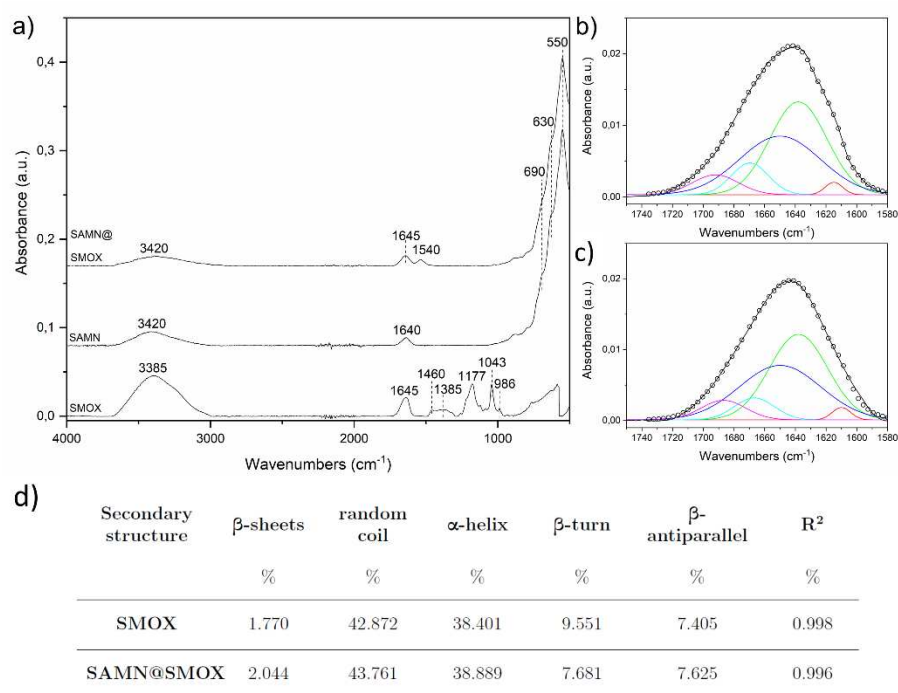 a)
0,4
0,3
0,2
0,1
0,0
Absorbance (a.u.)
550
630
690
SAMN@
SMOX
3420
1645
1540
SAMN
3420
1640
SMOX
3385
1645
1460
1385
1177
1043
986
4000 3000 2000 1000
Wavenumbers (cm-1)
b)
0,02
0,01
0,00
Absorbance (a.u.)
1740 1720 1700 1680 1660 1640 1620 1600 1580
Wavenumbers (cm-1)
c)
0,02
0,01
0,00
Absorbance (a.u.)
1740 1720 1700 1680 1660 1640 1620 1600 1580
Wavenumbers (cm-1)
d)
Secondary structure β-sheets random coil α-helix β-turn β-antiparallel R²
% % % % % %
SMOX 1.770 42.872 38.401 9.551 7.405 0.998
SAMN@SMOX 2.044 43.761 38.889 7.681 7.625 0.996